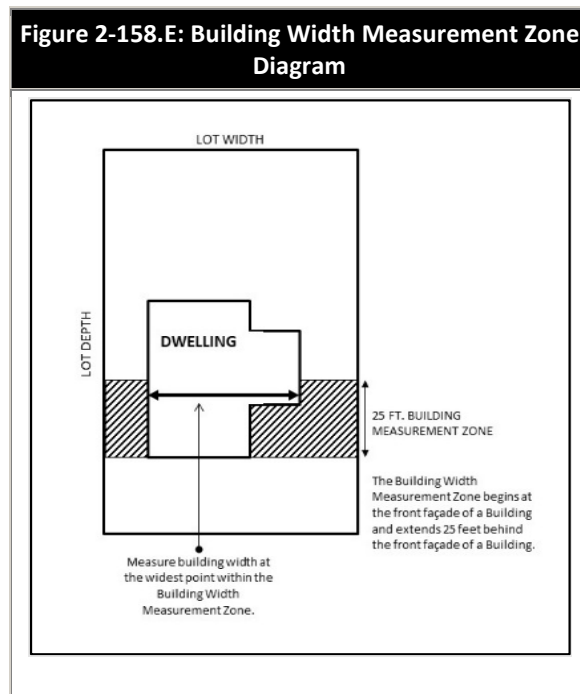 Figure 2-158.E: Building Width Measurement Zone
Diagram
LOT WIDTH
LOT DEPTH
DWELLING
25 FT. BUILDING
MEASUREMENT ZONE
The Building Width
Measurement Zone begins at
the front façade of a Building
and extends 25 feet behind
the front façade of a Building.
Measure building width at
the widest point within the
Building Width
Measurement Zone.